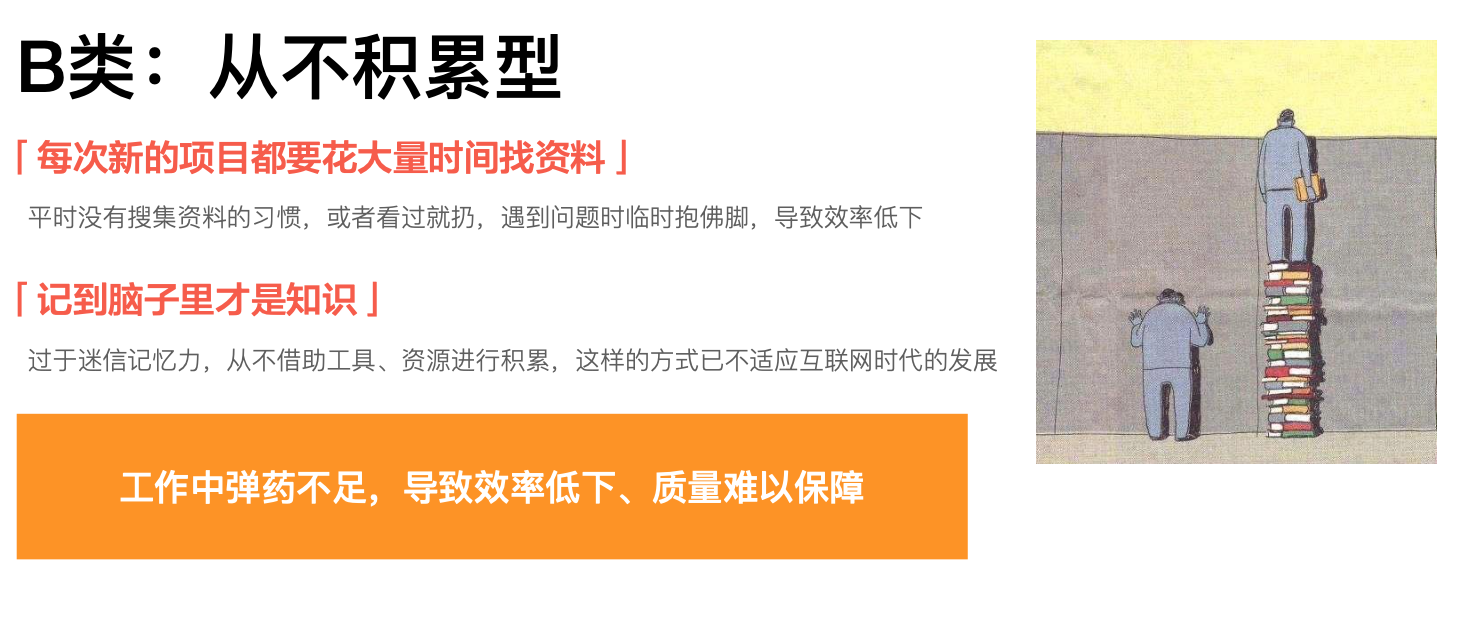 B类：从不积累型
「每次新的项目都要花大量时间找资料」
平时没有搜集资料的习惯，或者看过就扔，遇到问题时临时抱佛脚，导致效率低下
「记到脑子里才是知识」
过于迷信记忆力，从不借助工具、资源进行积累，这样的方式已不适应互联网时代的发展
工作中弹药不足，导致效率低下、质量难以保障